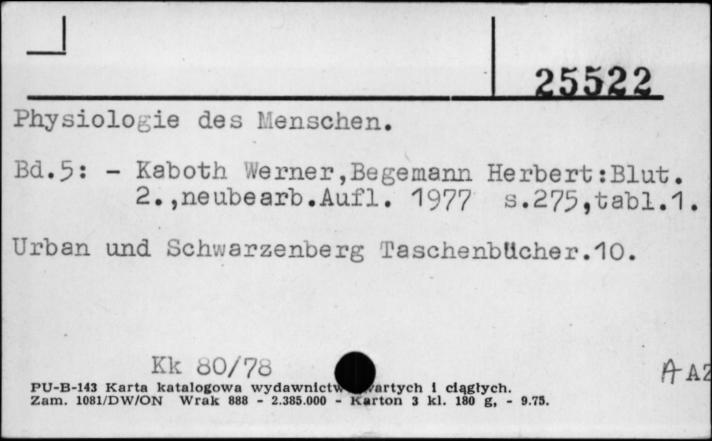 25522
Physiologie des Menschen.
Bd.5: - Kaboth Werner,Begemann Herbert:Blut.
2.,neubearb.Aufl. 1977 s.275,tabl.1.
Urban und Schwarzenberg Taschenbücher.10.
Kk 80/78
PU-B-143 Karta katalogowa wydawnictw i ciągłych.
Zam. 1081/DW/ON Wrak 888 - 2.385.000 - Karton 3 kl. 180 g, - 9.75.